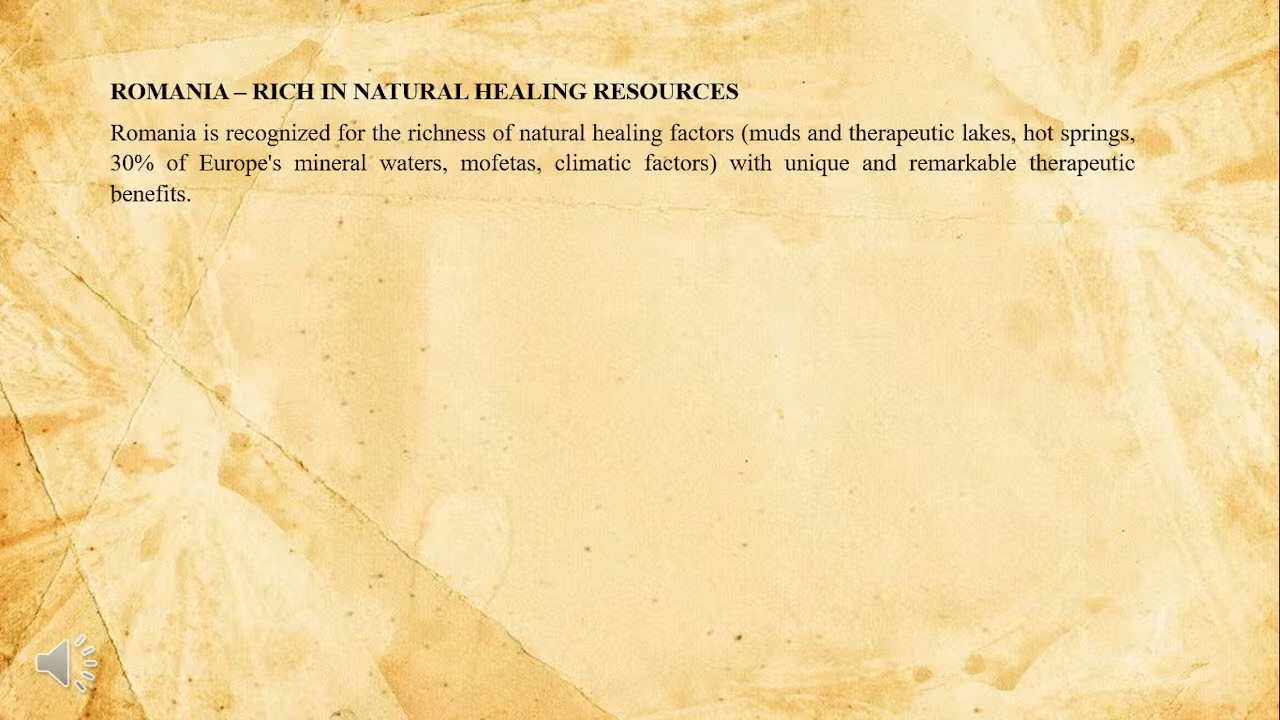 ROMANIA – RICH IN NATURAL HEALING RESOURCES
Romania is recognized for the richness of natural healing factors (muds and therapeutic lakes, hot springs,
30% of Europe's mineral waters, mofetas, climatic factors) with unique and remarkable therapeutic
benefits.